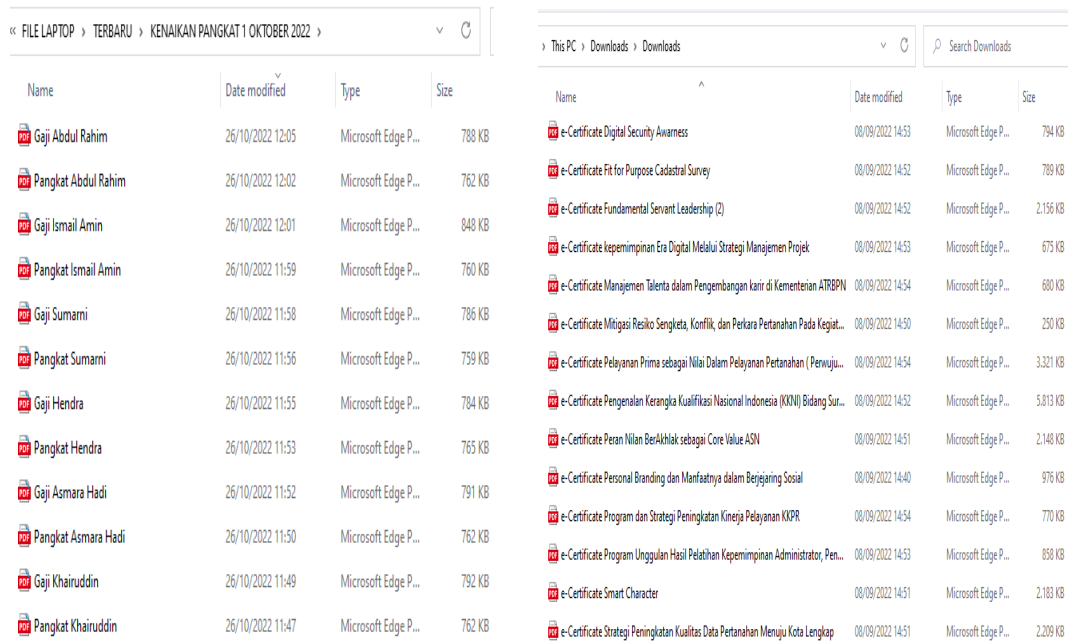 « FILE LAPTOP › TERBARU › KENAIKAN PANGKAT 1 OKTOBER 2022 ›
Name Date modified Type Size
Gaji Abdul Rahim 26/10/2022 12:05 Microsoft Edge P... 788 KB
Pangkat Abdul Rahim 26/10/2022 12:02 Microsoft Edge P... 762 KB
Gaji Ismail Amin 26/10/2022 12:01 Microsoft Edge P... 848 KB
Pangkat Ismail Amin 26/10/2022 11:59 Microsoft Edge P... 760 KB
Gaji Sumarni 26/10/2022 11:58 Microsoft Edge P... 786 KB
Pangkat Sumarni 26/10/2022 11:56 Microsoft Edge P... 759 KB
Gaji Hendra 26/10/2022 11:55 Microsoft Edge P... 784 KB
Pangkat Hendra 26/10/2022 11:53 Microsoft Edge P... 765 KB
Gaji Asmara Hadi 26/10/2022 11:52 Microsoft Edge P... 791 KB
Pangkat Asmara Hadi 26/10/2022 11:50 Microsoft Edge P... 762 KB
Gaji Khairuddin 26/10/2022 11:49 Microsoft Edge P... 792 KB
Pangkat Khairuddin 26/10/2022 11:47 Microsoft Edge P... 762 KB
› This PC › Downloads › Downloads Search Downloads
Name Date modified Type Size
e-Certificate Digital Security Awarness 08/09/2022 14:53 Microsoft Edge P... 794 KB
e-Certificate Fit for Purpose Cadastral Survey 08/09/2022 14:52 Microsoft Edge P... 789 KB
e-Certificate Fundamental Servant Leadership (2) 08/09/2022 14:52 Microsoft Edge P... 2.156 KB
e-Certificate kepemimpinan Era Digital Melalui Strategi Manajemen Projek 08/09/2022 14:53 Microsoft Edge P... 675 KB
e-Certificate Manajemen Talenta dalam Pengembangan karir di Kementerian ATRBPN 08/09/2022 14:54 Microsoft Edge P... 680 KB
e-Certificate Mitigasi Resiko Sengketa, Konflik, dan Perkara Pertanahan Pada Kegiat... 08/09/2022 14:50 Microsoft Edge P... 250 KB
e-Certificate Pelayanan Prima sebagai Nilai Dalam Pelayanan Pertanahan ( Perwuju... 08/09/2022 14:54 Microsoft Edge P... 3.321 KB
e-Certificate Pengenalan Kerangka Kualifikasi Nasional Indonesia (KKNI) Bidang Sur... 08/09/2022 14:52 Microsoft Edge P... 5.813 KB
e-Certificate Peran Nilan BerAkhlak sebagai Core Value ASN 08/09/2022 14:51 Microsoft Edge P... 2.148 KB
e-Certificate Personal Branding dan Manfaatnya dalam Berjejaring Sosial 08/09/2022 14:40 Microsoft Edge P... 976 KB
e-Certificate Program dan Strategi Peningkatan Kinerja Pelayanan KKPR 08/09/2022 14:54 Microsoft Edge P... 770 KB
e-Certificate Program Unggulan Hasil Pelatihan Kepemimpinan Administrator, Pen... 08/09/2022 14:53 Microsoft Edge P... 858 KB
e-Certificate Smart Character 08/09/2022 14:51 Microsoft Edge P... 2.183 KB
e-Certificate Strategi Peningkatan Kualitas Data Pertanahan Menuju Kota Lengkap 08/09/2022 14:51 Microsoft Edge P... 2.209 KB